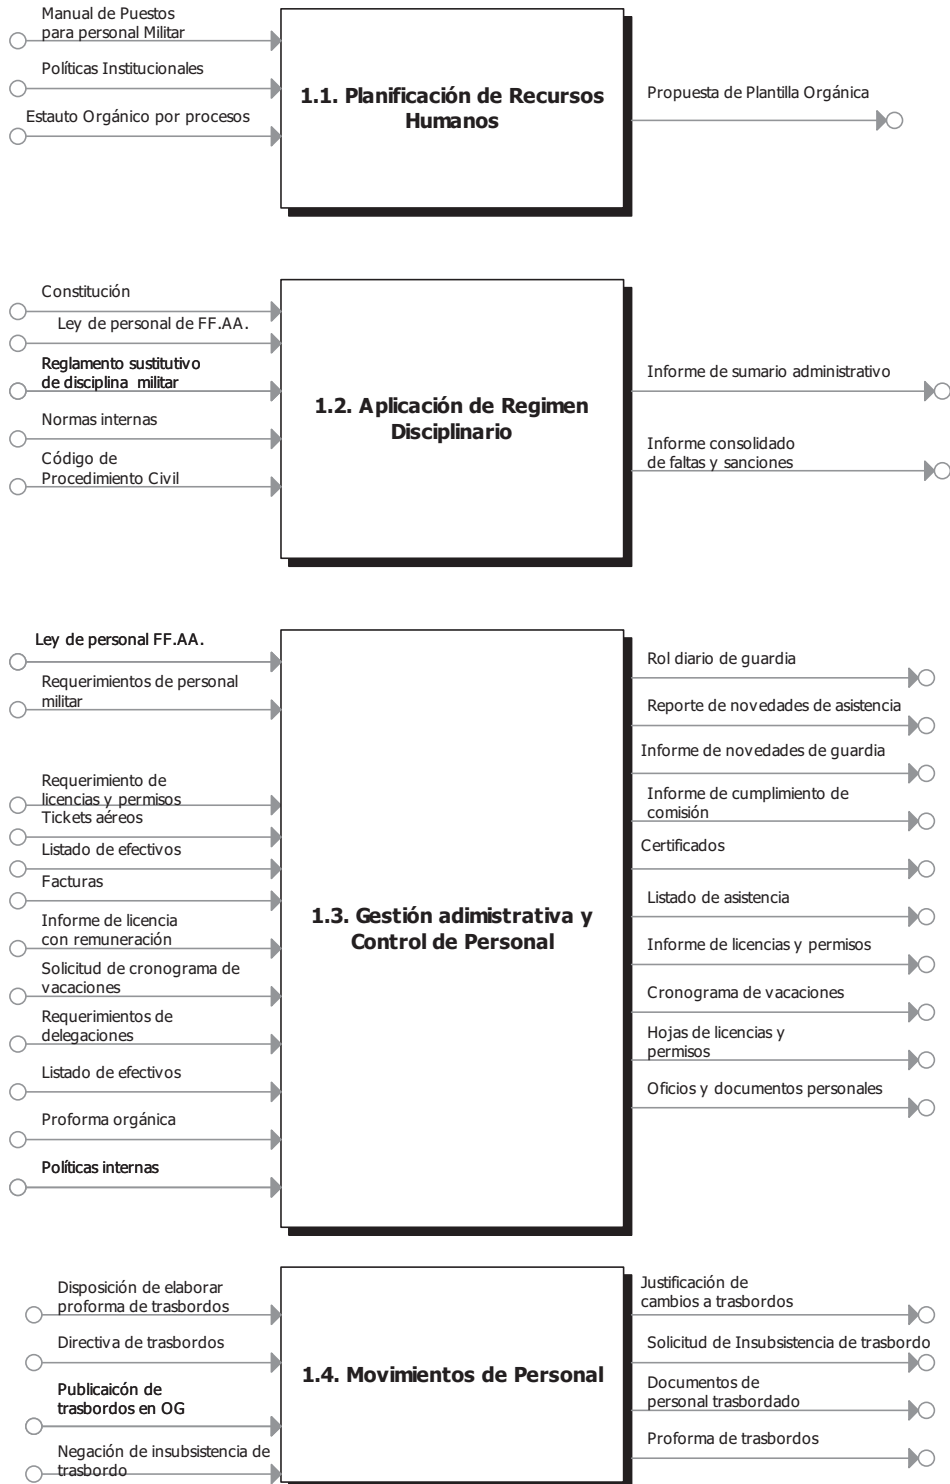 Manual de Puestos
para personal Militar
Políticas Institucionales
Estauto Orgánico por procesos
1.1. Planificación de Recursos
Humanos
Propuesta de Plantilla Orgánica
Constitución
Ley de personal de FF.AA.
Reglamento sustitutivo
de disciplina militar
Normas internas
Código de
Procedimiento Civil
1.2. Aplicación de Regimen
Disciplinario
Informe de sumario administrativo
Informe consolidado
de faltas y sanciones
Ley de personal FF.AA.
Requerimientos de personal
militar
Requerimiento de
licencias y permisos
Tickets aéreos
Listado de efectivos
Facturas
Informe de licencia
con remuneración
Solicitud de cronograma de
vacaciones
Requerimientos de
delegaciones
Listado de efectivos
Proforma orgánica
Políticas internas
1.3. Gestión adimistrativa y
Control de Personal
Rol diario de guardia
Reporte de novedades de asistencia
Informe de novedades de guardia
Informe de cumplimiento de
comisión
Certificados
Listado de asistencia
Informe de licencias y permisos
Cronograma de vacaciones
Hojas de licencias y
permisos
Oficios y documentos personales
Disposición de elaborar
proforma de trasbordos
Directiva de trasbordos
Publicaicón de
trasbordos en OG
Negación de insubsistencia de
trasbordo
1.4. Movimientos de Personal
Justificación de
cambios a trasbordos
Solicitud de Insubsistencia de trasbordo
Documentos de
personal trasbordado
Proforma de trasbordos